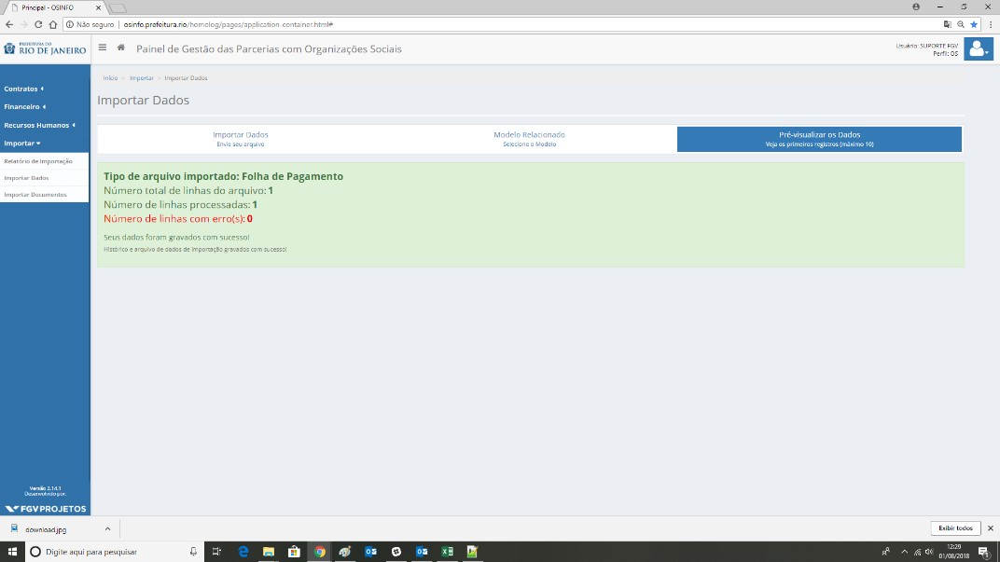 Principal - OSINFO
Não seguro | osinfo.prefeitura.rio/homolog/pages/application-container.html#
PREFEITURA DO
RIO DE JANEIRO
Painel de Gestão das Parcerias com Organizações Sociais
Usuário: SUPORTE FGV
Perfil: OS
Contratos
Financeiro
Recursos Humanos
Importar
Relatório de Importação
Importar Dados
Importar Documentos
Versão 2.14.1
Desenvolvido por:
FGV PROJETOS
Início > Importar > Importar Dados
Importar Dados
Importar Dados
Envie seu arquivo
Modelo Relacionado
Selecione o Modelo
Pré-visualizar os Dados
Veja os primeiros registros (máximo 10)
Tipo de arquivo importado: Folha de Pagamento
Número total de linhas do arquivo: 1
Número de linhas processadas: 1
Número de linhas com erro(s): 0
Seus dados foram gravados com sucesso!
Histórico e arquivo de dados de importação gravados com sucesso!
download.jpg
Exibir todos
Digite aqui para pesquisar
12:29
01/08/2018